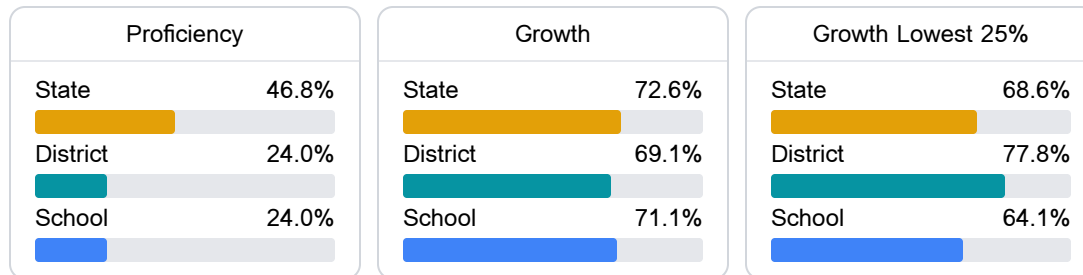 Proficiency
State 46.8%
District 24.0%
School 24.0%
Growth
State 72.6%
District 69.1%
School 71.1%
Growth Lowest 25%
State 68.6%
District 77.8%
School 64.1%